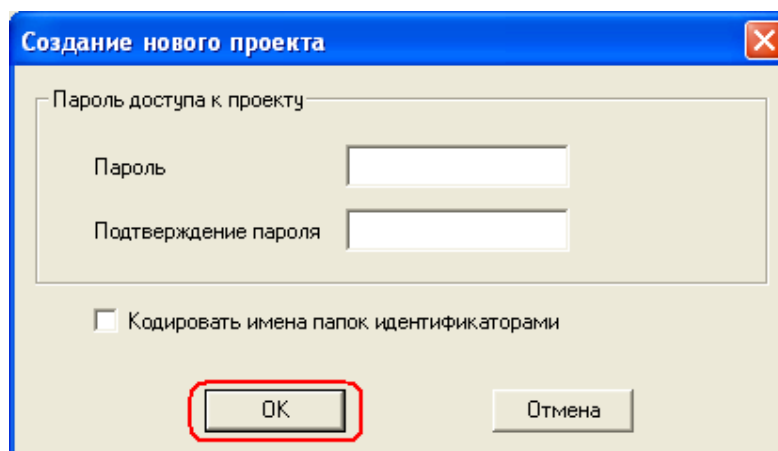 Создание нового проекта
Пароль доступа к проекту
Пароль
Подтверждение пароля
Кодировать имена папок идентификаторами
OK
Отмена